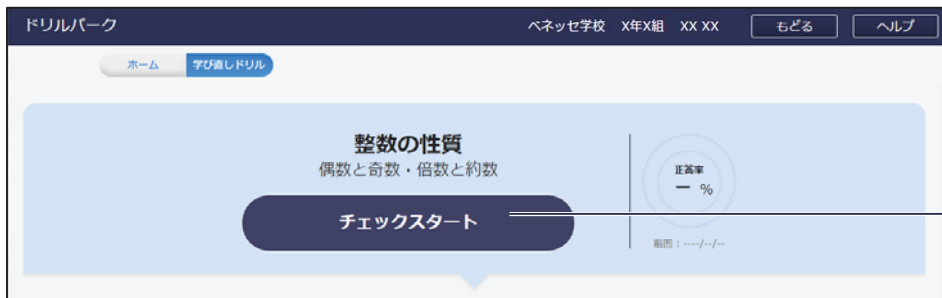 ドリルパーク ベネッセ学校 X年X組 XX XX もどる ヘルプ
ホーム 学び直しドリル
整数の性質
偶数と奇数・倍数と約数
チェックスタート
正答率
ー %
前回:----/--/--